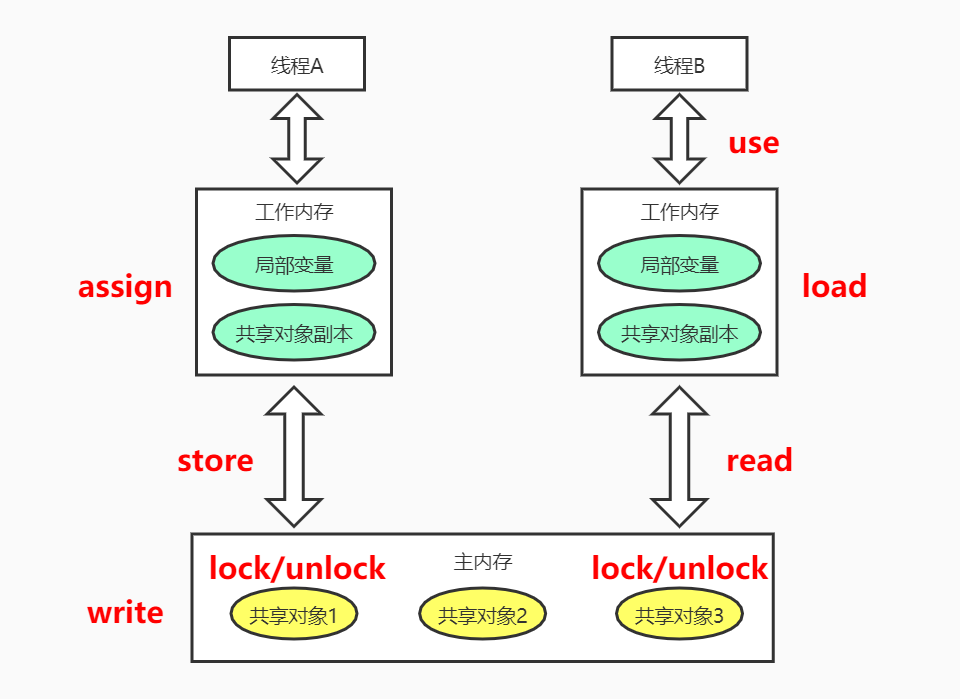 线程A
线程B
use
工作内存
工作内存
局部变量
局部变量
assign
load
共享对象副本
共享对象副本
store
read
lock/unlock
主内存
lock/unlock
write
共享对象1
共享对象2
共享对象3